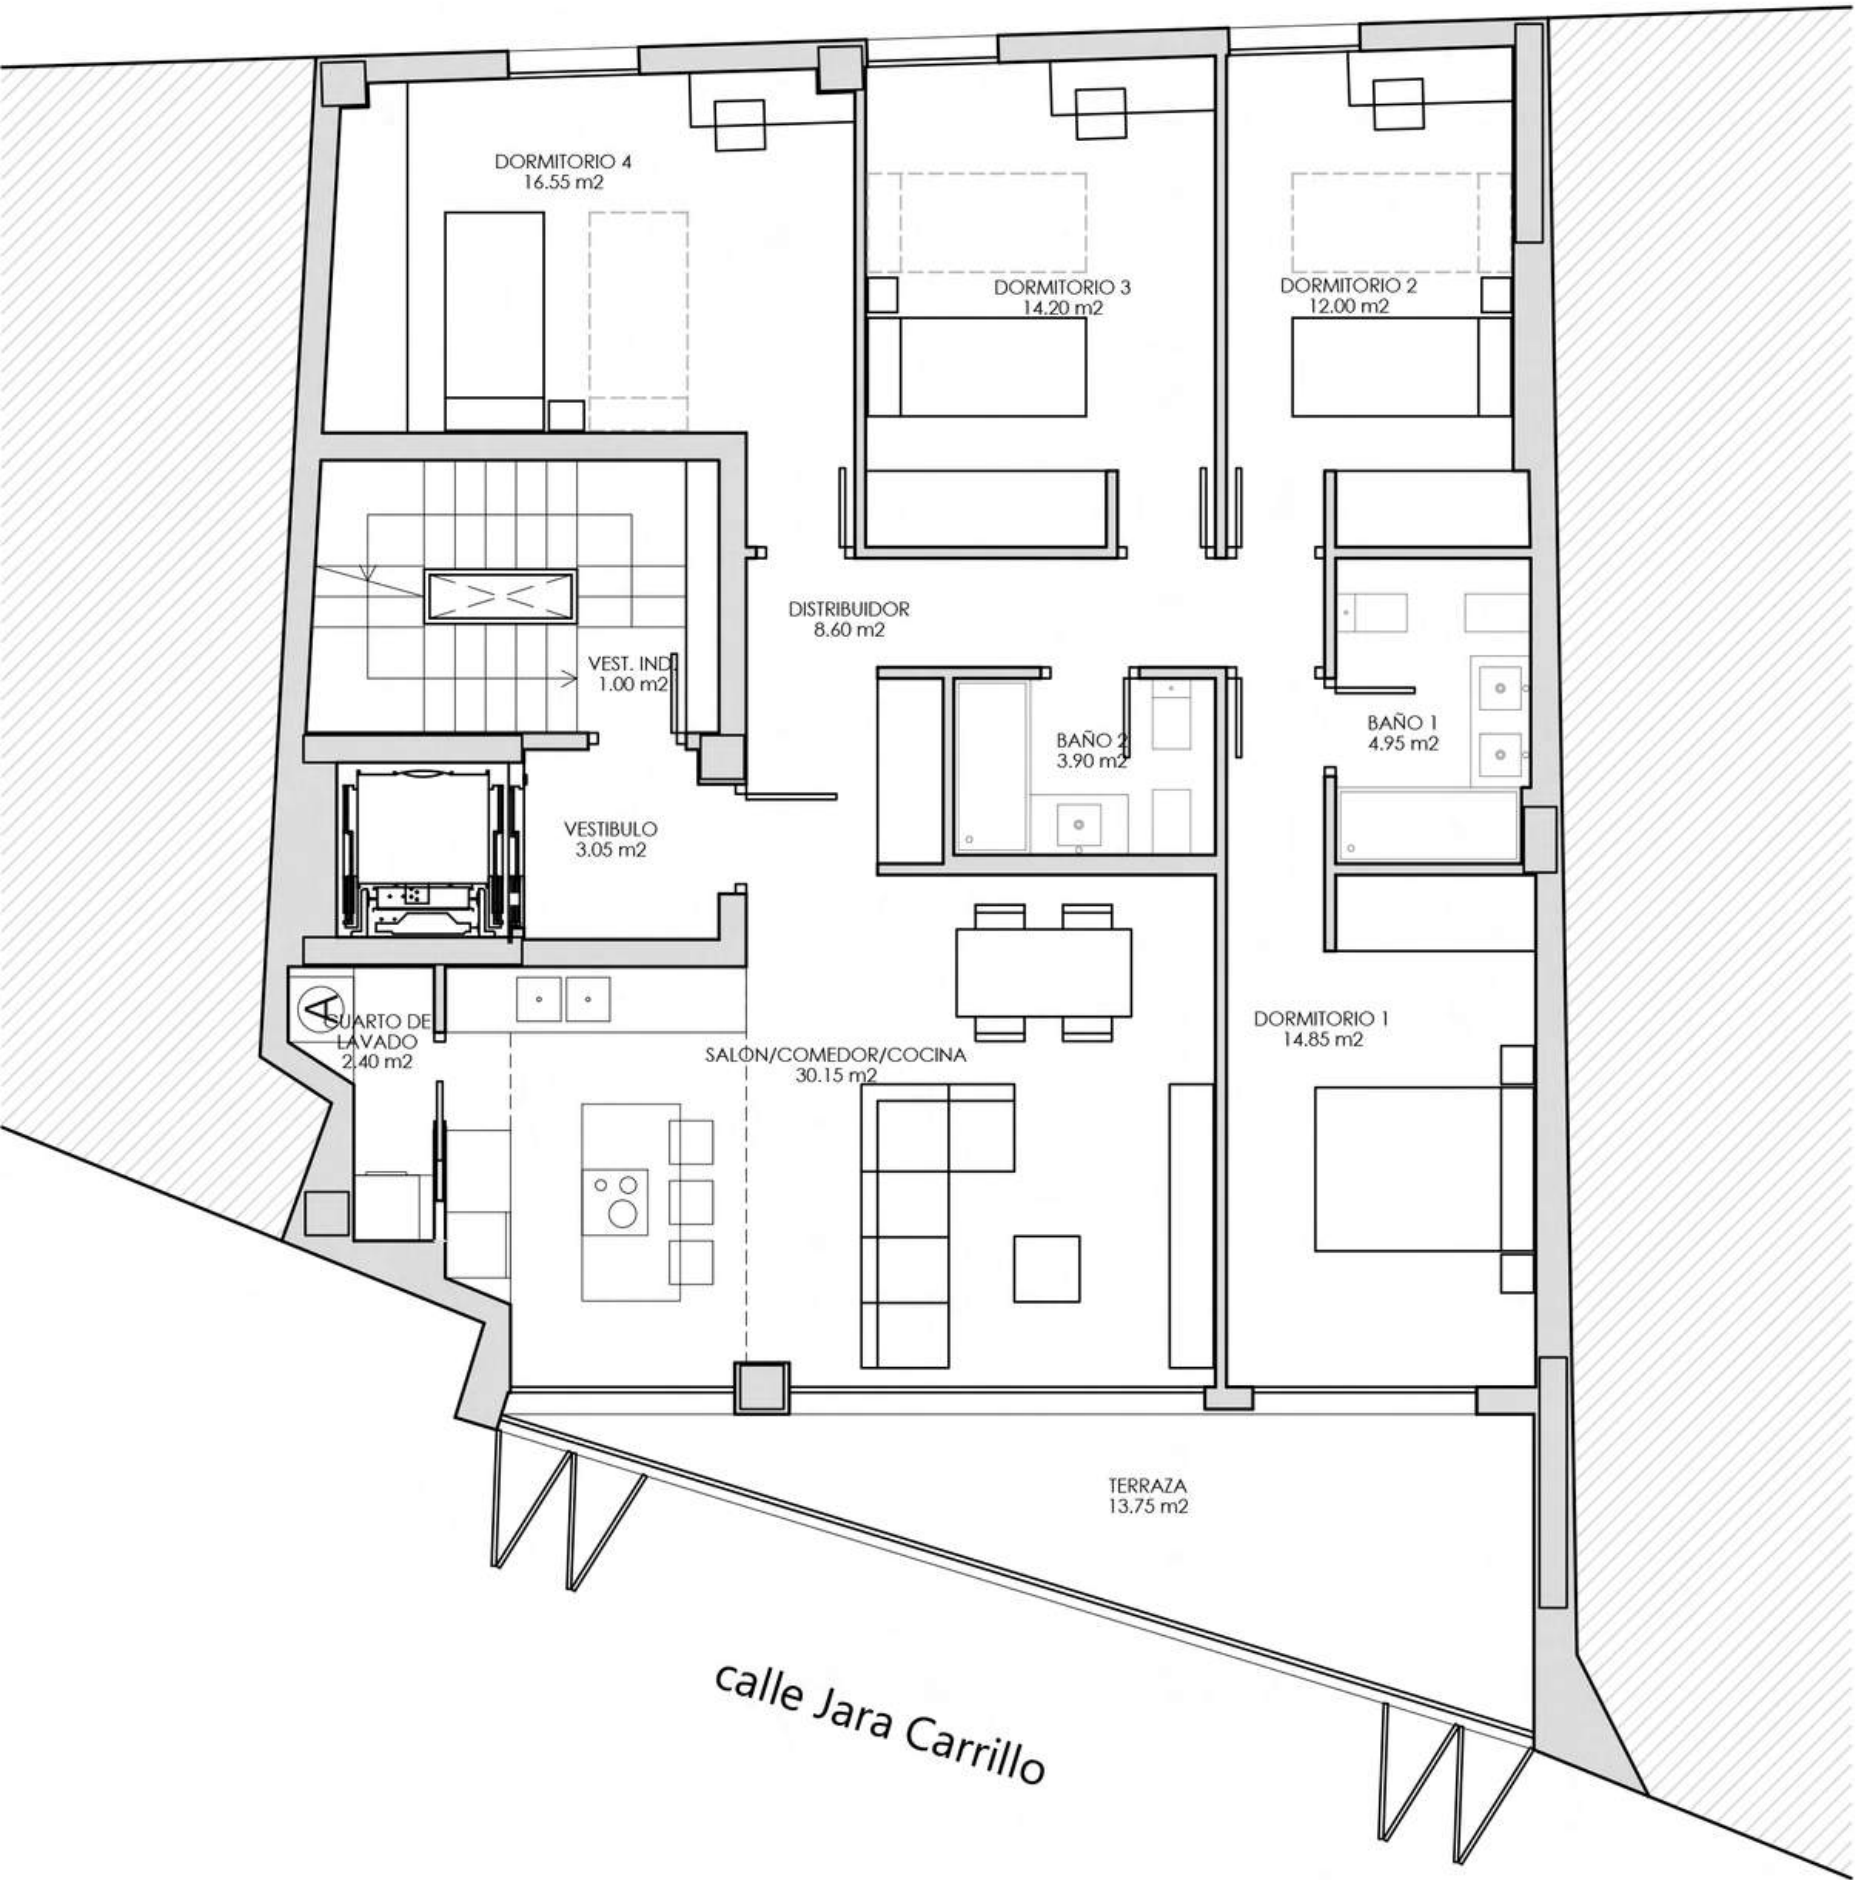 DORMITORIO 4
16.55 m2
DORMITORIO 3
14.20 m2
DORMITORIO 2
12.00 m2
DISTRIBUIDOR
8.60 m2
VEST. IND.
1.00 m2
BAÑO 2
3.90 m2
BAÑO 1
4.95 m2
VESTIBULO
3.05 m2
A
CUARTO DE
LAVADO
2.40 m2
SALON/COMEDOR/COCINA
30.15 m2
DORMITORIO 1
14.85 m2
TERRAZA
13.75 m2
calle Jara Carrillo